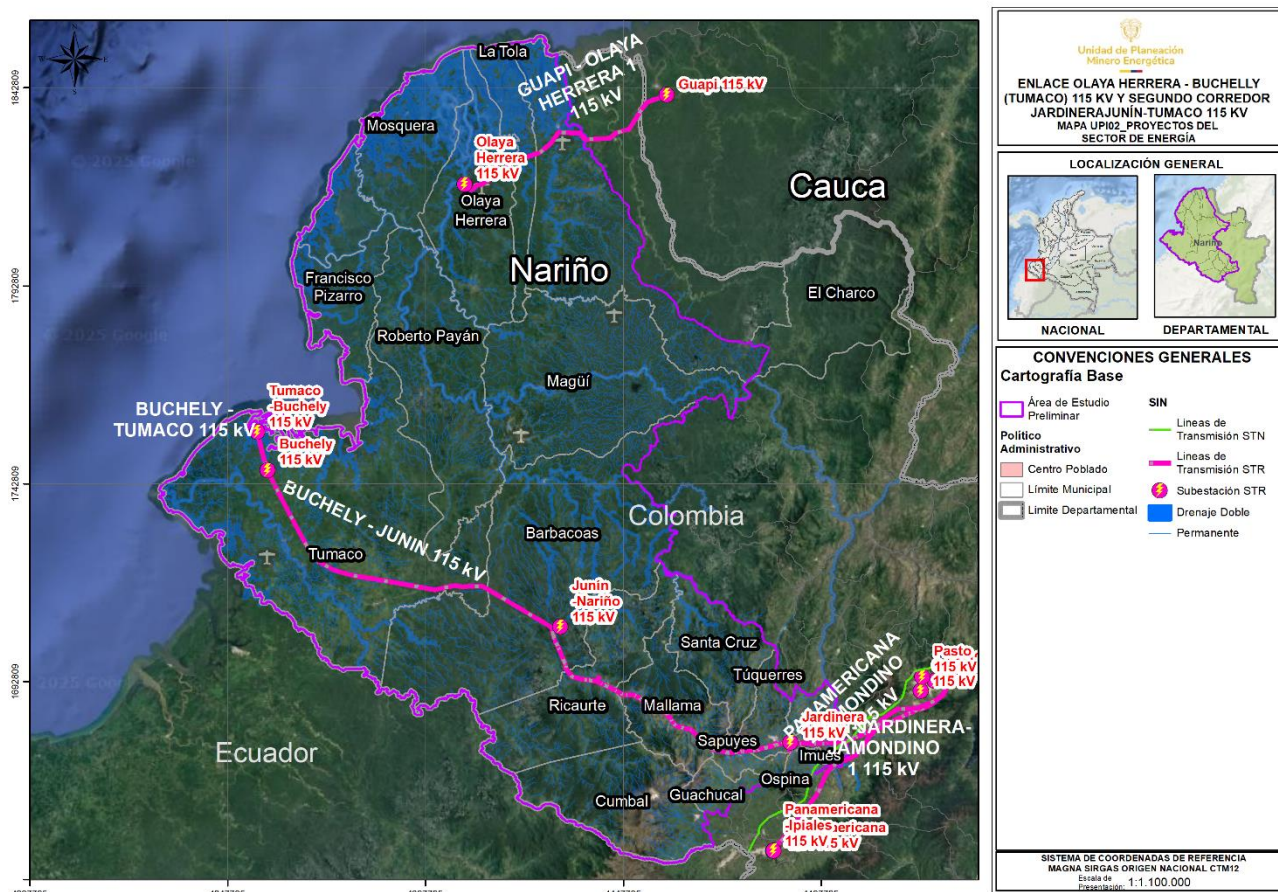 La Tola
GUAPI - OLAYA
HERRERA 1
115 kV
Guapi 115 kV
1842809
Mosquera
© 2025 Google
Olaya
Herrera
115 kV
Olaya
Herrera
Cauca
Nariño
Francisco
Pizarro
1792809
El Charco
Roberto Payán
Magüí
© 2025 Google
BUCHELY -
TUMACO 115 kV
Tumaco
-Buchely
115 kV
Buchely
115 kV
1742809
BUCHELY - JUNIN 115 kV
Colombia
Barbacoas
Tumaco
Junín
-Nariño
115 kV
Santa Cruz
Túquerres
1692809
Pasto
115 kV
115 kV
PANAMERICANA
Ricaurte
Mallama
Jardinera
115 kV
JARDINERA-
JAMONDINO
1 115 kV
Sapuyes
Imués
Ecuador
Ospina
Guachucal
Cumbal
Panamericana
-Ipiales
115 kV
Unidad de Planeación
Minero Energética
ENLACE OLAYA HERRERA - BUCHELLY
(TUMACO) 115 KV Y SEGUNDO CORREDOR
JARDINERAJUNÍN-TUMACO 115 KV
MAPA UPI02_PROYECTOS DEL
SECTOR DE ENERGÍA
LOCALIZACIÓN GENERAL
Nariño
NACIONAL
DEPARTAMENTAL
CONVENCIONES GENERALES
Cartografía Base
Área de Estudio
Preliminar
Político
Administrativo
Centro Poblado
Límite Municipal
Limite Departamental
SIN
Lineas de
Transmisión STN
Lineas de
Transmisión STR
Subestación STR
Drenaje Doble
Permanente
SISTEMA DE COORDENADAS DE REFERENCIA
MAGNA SIRGAS ORIGEN NACIONAL CTM12
Escala de
Presentación: 1:1.100.000